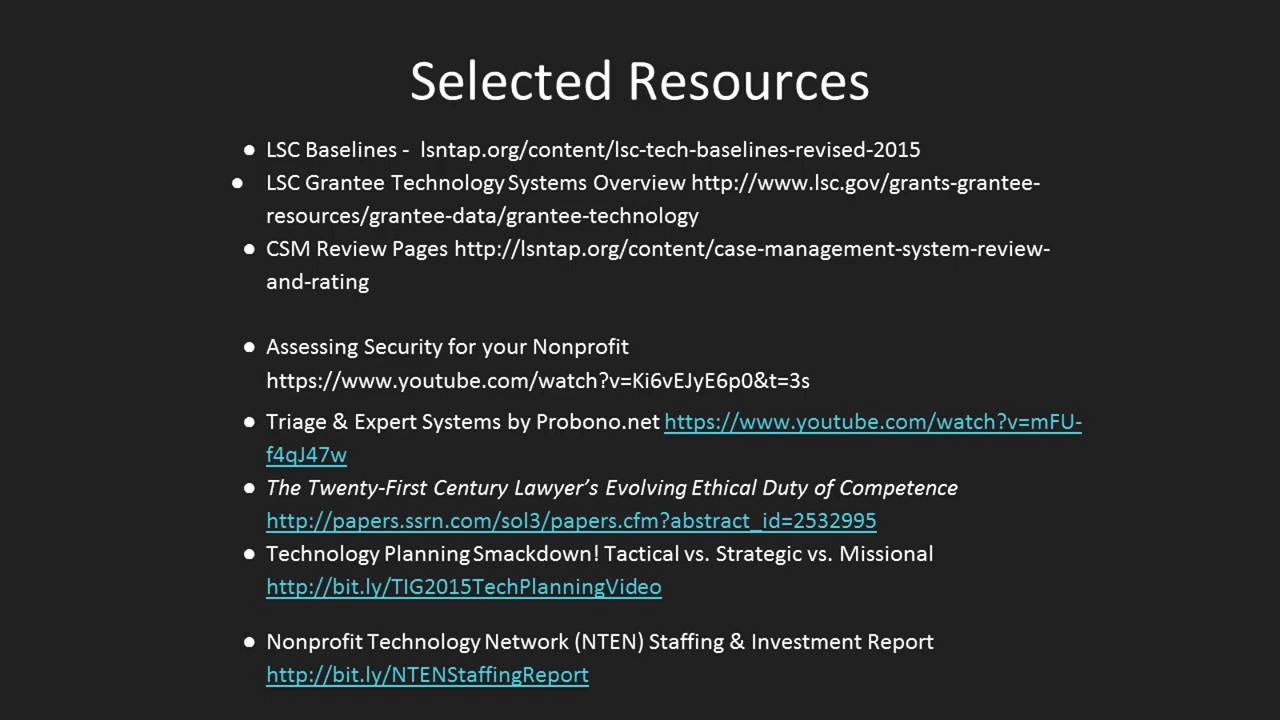 Selected Resources
● LSC Baselines - lsntap.org/content/lsc-tech-baselines-revised-2015
● LSC Grantee Technology Systems Overview http://www.lsc.gov/grants-grantee-
resources/grantee-data/grantee-technology
● CSM Review Pages http://lsntap.org/content/case-management-system-review-
and-rating
● Assessing Security for your Nonprofit
https://www.youtube.com/watch?v=Ki6vEJyE6p0&t=3s
● Triage & Expert Systems by Probono.net https://www.youtube.com/watch?v=mFU-
f4qJ47w
● The Twenty-First Century Lawyer’s Evolving Ethical Duty of Competence
http://papers.ssrn.com/sol3/papers.cfm?abstract_id=2532995
● Technology Planning Smackdown! Tactical vs. Strategic vs. Missional
http://bit.ly/TIG2015TechPlanningVideo
● Nonprofit Technology Network (NTEN) Staffing & Investment Report
http://bit.ly/NTENStaffingReport